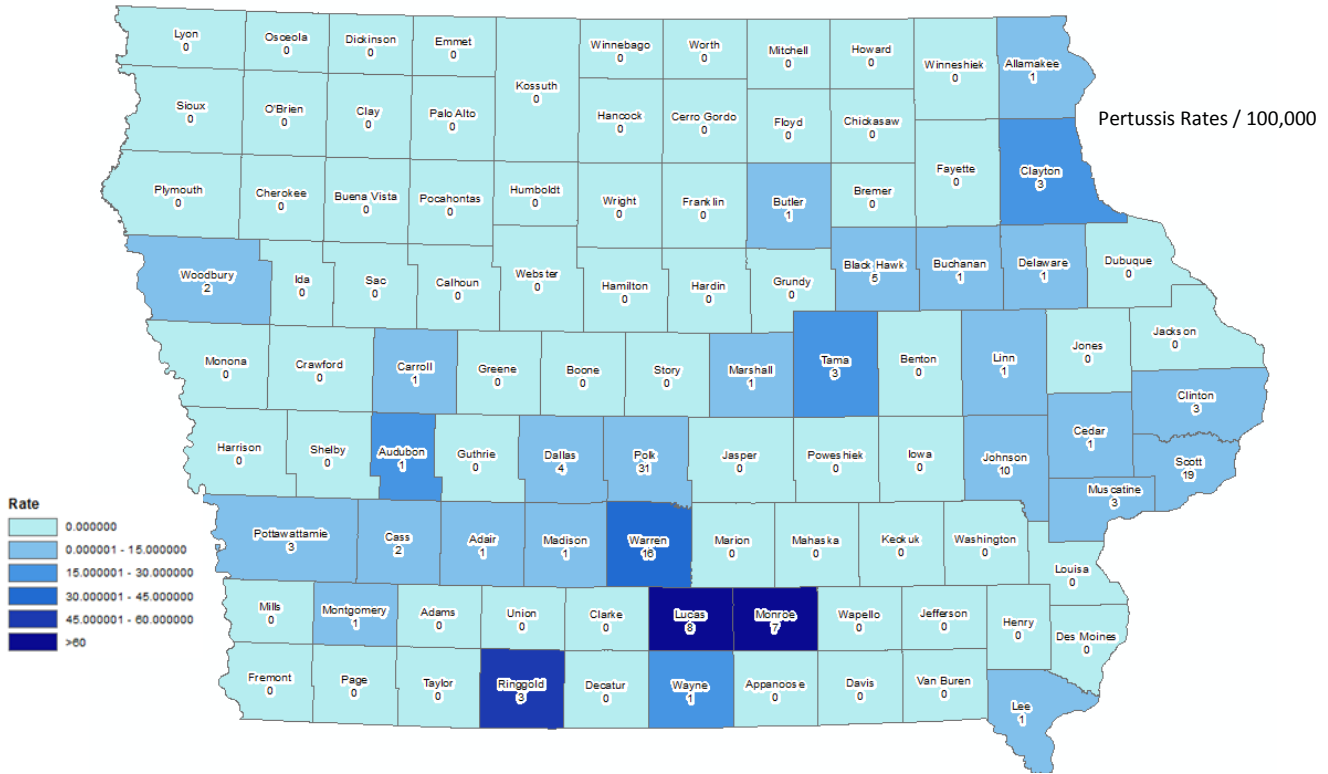 Lyon
0
Osceola
0
Dickinson
0
Emmet
0
Kossuth
0
Winnebago
0
Worth
0
Mitchell
0
Howard
0
Winneshiek
0
Allamakee
1
Pertussis Rates / 100,000
Sioux
0
O'Brien
0
Clay
0
Palo Alto
0
Hancock
0
Cerro Gordo
0
Floyd
0
Chickasaw
0
Fayette
0
Clayton
3
Plymouth
0
Cherokee
0
Buena Vista
0
Pocahontas
0
Humboldt
0
Wright
0
Franklin
0
Butler
1
Bremer
0
Woodbury
2
Ida
0
Sac
0
Calhoun
0
Webster
0
Hamilton
0
Hardin
0
Grundy
0
Black Hawk
5
Buchanan
1
Delaware
1
Dubuque
0
Monona
0
Crawford
0
Carroll
1
Greene
0
Boone
0
Story
0
Marshall
1
Tama
3
Benton
0
Linn
1
Jones
0
Jackson
0
Clinton
3
Harrison
0
Shelby
0
Audubon
1
Guthrie
0
Dallas
4
Polk
31
Jasper
0
Poweshiek
0
Iowa
0
Johnson
10
Cedar
1
Scott
19
Muscatine
3
Pottawattamie
3
Cass
2
Adair
1
Madison
1
Warren
16
Marion
0
Mahaska
0
Keokuk
0
Washington
0
Louisa
0
Mills
0
Montgomery
1
Adams
0
Union
0
Clarke
0
Lucas
8
Monroe
7
Wapello
0
Jefferson
0
Henry
0
Des Moines
0
Fremont
0
Page
0
Taylor
0
Ringgold
3
Decatur
0
Wayne
1
Appanoose
0
Davis
0
Van Buren
0
Lee
1
Rate
0.000000
0.000001 - 15.000000
15.000001 - 30.000000
30.000001 - 45.000000
45.000001 - 60.000000
>60